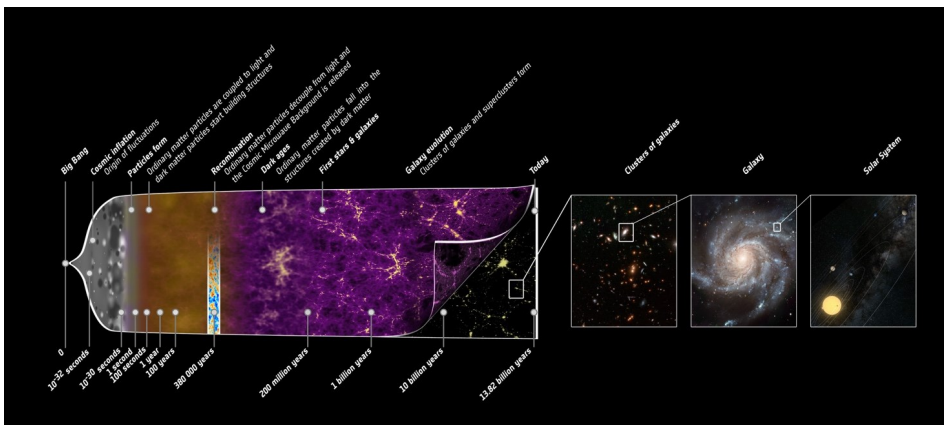 Big Bang
Cosmic inflation
Origin of fluctuations
Particles form
Ordinary matter particles are coupled to light and
dark matter particles start building structures
Recombination
Ordinary matter particles decouple from light and
the Cosmic Microwave Background is released
Dark ages
Ordinary matter particles fall into the
structures created by dark matter
First stars & galaxies
Galaxy evolution
Clusters of galaxies and superclusters form
Today
Clusters of galaxies
Galaxy
Solar System
0
10⁻³² seconds
10⁻³⁰ seconds
1 second
100 seconds
1 year
100 years
380 000 years
200 million years
1 billion years
10 billion years
13.82 billion years